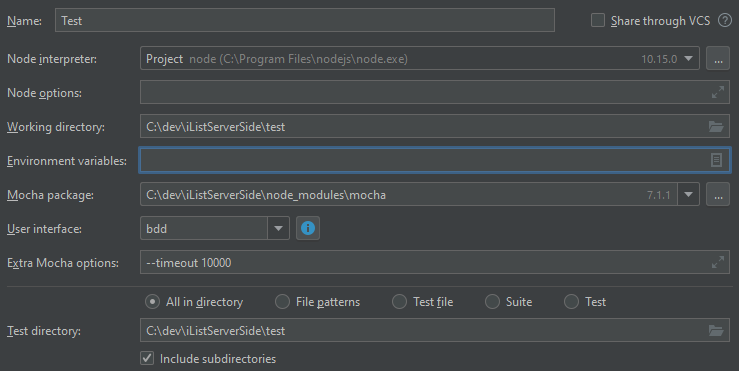 Name: Test Share through VCS ?
Node interpreter: Project node (C:\Program Files\nodejs\node.exe) 10.15.0 ...
Node options:
Working directory: C:\dev\iListServerSide\test
Environment variables:
Mocha package: C:\dev\iListServerSide\node_modules\mocha 7.1.1 ...
User interface: bdd i
Extra Mocha options: --timeout 10000
All in directory File patterns Test file Suite Test
Test directory: C:\dev\iListServerSide\test
Include subdirectories